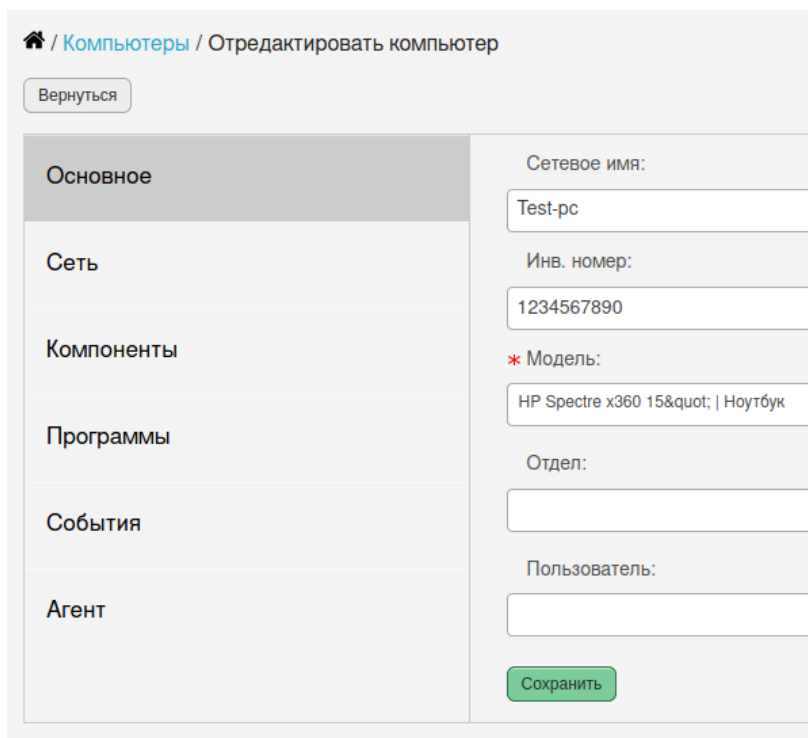 / Компьютеры / Отредактировать компьютер
Вернуться
Основное
Сеть
Компоненты
Программы
События
Агент
Сетевое имя:
Test-pc
Инв. номер:
1234567890
* Модель:
HP Spectre x360 15&quot; | Ноутбук
Отдел:
Пользователь:
Сохранить